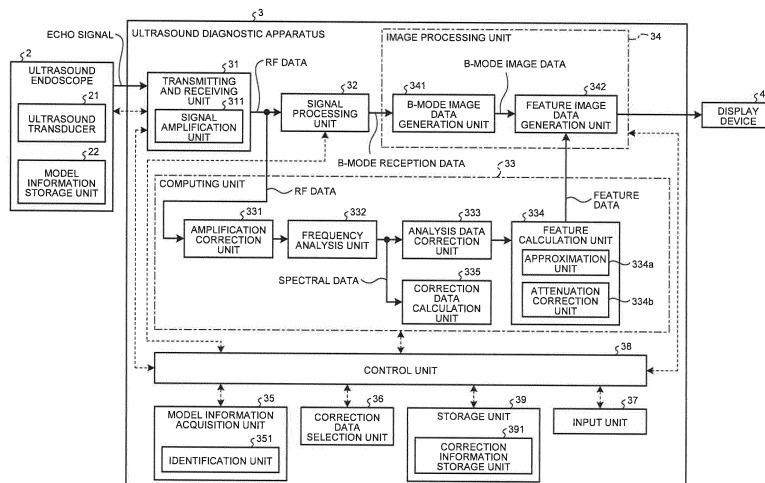 3
ECHO SIGNAL
ULTRASOUND DIAGNOSTIC APPARATUS
IMAGE PROCESSING UNIT
34
2
ULTRASOUND
ENDOSCOPE
21
ULTRASOUND
TRANSDUCER
22
MODEL
INFORMATION
STORAGE UNIT
31
TRANSMITTING
AND RECEIVING
UNIT
311
SIGNAL
AMPLIFICATION
UNIT
RF DATA
32
SIGNAL
PROCESSING
UNIT
341
B-MODE IMAGE
DATA
GENERATION UNIT
B-MODE IMAGE DATA
342
FEATURE IMAGE
DATA
GENERATION UNIT
4
DISPLAY
DEVICE
B-MODE RECEPTION DATA
33
COMPUTING UNIT
RF DATA
FEATURE
DATA
331
AMPLIFICATION
CORRECTION
UNIT
332
FREQUENCY
ANALYSIS UNIT
333
ANALYSIS DATA
CORRECTION
UNIT
334
FEATURE
CALCULATION UNIT
APPROXIMATION
UNIT
334a
ATTENUATION
CORRECTION UNIT
334b
SPECTRAL DATA
335
CORRECTION
DATA
CALCULATION
UNIT
38
CONTROL UNIT
35
MODEL INFORMATION
ACQUISITION UNIT
351
IDENTIFICATION UNIT
36
CORRECTION
DATA
SELECTION UNIT
39
STORAGE UNIT
391
CORRECTION
INFORMATION
STORAGE UNIT
37
INPUT UNIT